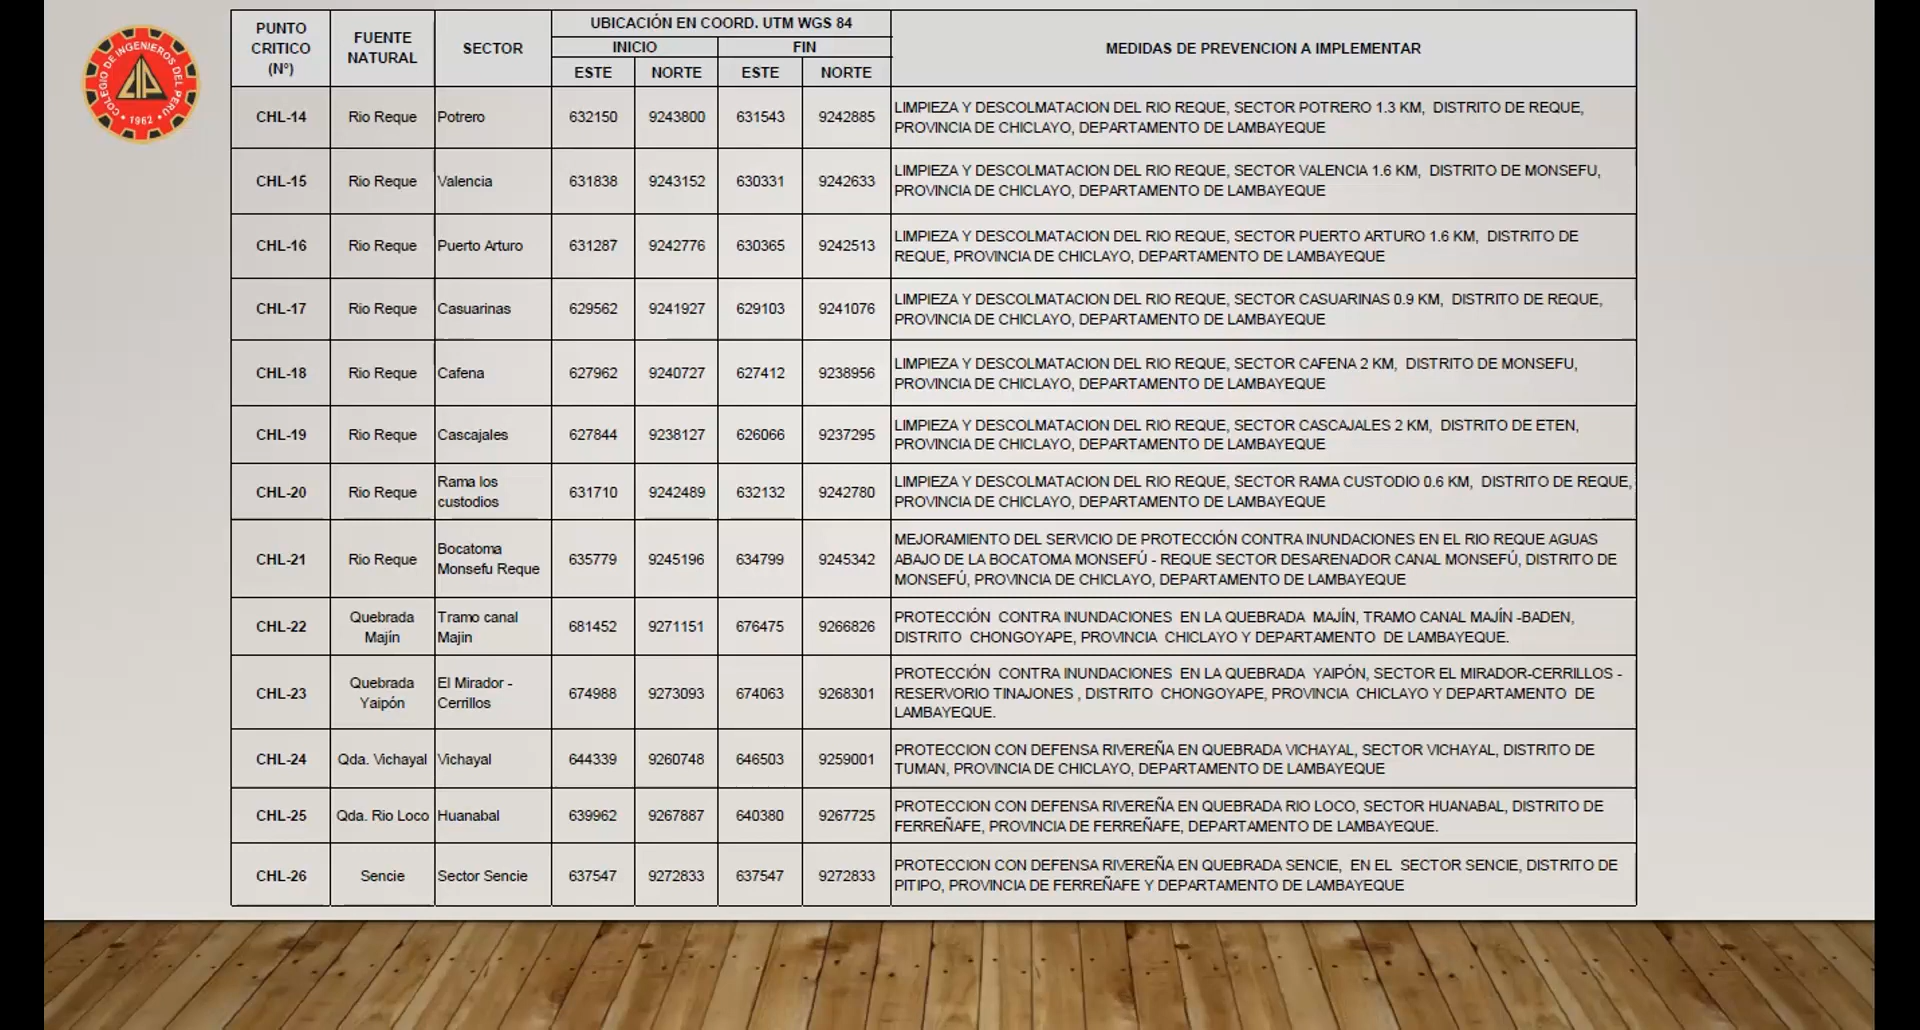 COLEGIO DE INGENIEROS DEL PERU
• 1962 •
PUNTO CRITICO (N°) FUENTE NATURAL SECTOR UBICACIÓN EN COORD. UTM WGS 84 MEDIDAS DE PREVENCION A IMPLEMENTAR
INICIO FIN
ESTE NORTE ESTE NORTE
CHL-14 Rio Reque Potrero 632150 9243800 631543 9242885 LIMPIEZA Y DESCOLMATACION DEL RIO REQUE, SECTOR POTRERO 1.3 KM, DISTRITO DE REQUE,
PROVINCIA DE CHICLAYO, DEPARTAMENTO DE LAMBAYEQUE
CHL-15 Rio Reque Valencia 631838 9243152 630331 9242633 LIMPIEZA Y DESCOLMATACION DEL RIO REQUE, SECTOR VALENCIA 1.6 KM, DISTRITO DE MONSEFU,
PROVINCIA DE CHICLAYO, DEPARTAMENTO DE LAMBAYEQUE
CHL-16 Rio Reque Puerto Arturo 631287 9242776 630365 9242513 LIMPIEZA Y DESCOLMATACION DEL RIO REQUE, SECTOR PUERTO ARTURO 1.6 KM, DISTRITO DE
REQUE, PROVINCIA DE CHICLAYO, DEPARTAMENTO DE LAMBAYEQUE
CHL-17 Rio Reque Casuarinas 629562 9241927 629103 9241076 LIMPIEZA Y DESCOLMATACION DEL RIO REQUE, SECTOR CASUARINAS 0.9 KM, DISTRITO DE REQUE,
PROVINCIA DE CHICLAYO, DEPARTAMENTO DE LAMBAYEQUE
CHL-18 Rio Reque Cafena 627962 9240727 627412 9238956 LIMPIEZA Y DESCOLMATACION DEL RIO REQUE, SECTOR CAFENA 2 KM, DISTRITO DE MONSEFU,
PROVINCIA DE CHICLAYO, DEPARTAMENTO DE LAMBAYEQUE
CHL-19 Rio Reque Cascajales 627844 9238127 626066 9237295 LIMPIEZA Y DESCOLMATACION DEL RIO REQUE, SECTOR CASCAJALES 2 KM, DISTRITO DE ETEN,
PROVINCIA DE CHICLAYO, DEPARTAMENTO DE LAMBAYEQUE
CHL-20 Rio Reque Rama los custodios 631710 9242489 632132 9242780 LIMPIEZA Y DESCOLMATACION DEL RIO REQUE, SECTOR RAMA CUSTODIO 0.6 KM, DISTRITO DE REQUE,
PROVINCIA DE CHICLAYO, DEPARTAMENTO DE LAMBAYEQUE
CHL-21 Rio Reque Bocatoma Monsefu Reque 635779 9245196 634799 9245342 MEJORAMIENTO DEL SERVICIO DE PROTECCIÓN CONTRA INUNDACIONES EN EL RIO REQUE AGUAS
ABAJO DE LA BOCATOMA MONSEFÚ - REQUE SECTOR DESARENADOR CANAL MONSEFÚ, DISTRITO DE
MONSEFÚ, PROVINCIA DE CHICLAYO, DEPARTAMENTO DE LAMBAYEQUE
CHL-22 Quebrada Majín Tramo canal Majin 681452 9271151 676475 9266826 PROTECCIÓN CONTRA INUNDACIONES EN LA QUEBRADA MAJÍN, TRAMO CANAL MAJÍN -BADEN,
DISTRITO CHONGOYAPE, PROVINCIA CHICLAYO Y DEPARTAMENTO DE LAMBAYEQUE.
CHL-23 Quebrada Yaipón El Mirador - Cerrillos 674988 9273093 674063 9268301 PROTECCIÓN CONTRA INUNDACIONES EN LA QUEBRADA YAIPÓN, SECTOR EL MIRADOR-CERRILLOS -
RESERVORIO TINAJONES , DISTRITO CHONGOYAPE, PROVINCIA CHICLAYO Y DEPARTAMENTO DE
LAMBAYEQUE.
CHL-24 Qda. Vichayal Vichayal 644339 9260748 646503 9259001 PROTECCION CON DEFENSA RIVEREÑA EN QUEBRADA VICHAYAL, SECTOR VICHAYAL, DISTRITO DE
TUMAN, PROVINCIA DE CHICLAYO, DEPARTAMENTO DE LAMBAYEQUE
CHL-25 Qda. Rio Loco Huanabal 639962 9267887 640380 9267725 PROTECCION CON DEFENSA RIVEREÑA EN QUEBRADA RIO LOCO, SECTOR HUANABAL, DISTRITO DE
FERREÑAFE, PROVINCIA DE FERREÑAFE, DEPARTAMENTO DE LAMBAYEQUE.
CHL-26 Sencie Sector Sencie 637547 9272833 637547 9272833 PROTECCION CON DEFENSA RIVEREÑA EN QUEBRADA SENCIE, EN EL SECTOR SENCIE, DISTRITO DE
PITIPO, PROVINCIA DE FERREÑAFE Y DEPARTAMENTO DE LAMBAYEQUE